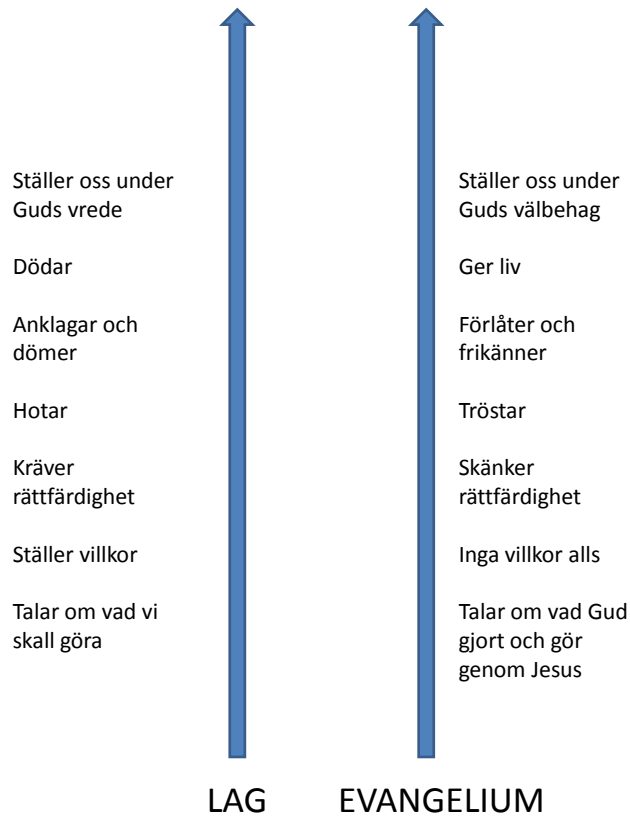 Ställer oss under
Guds vrede
Dödar
Anklagar och
dömer
Hotar
Kräver
rättfärdighet
Ställer villkor
Talar om vad vi
skall göra
Ställer oss under
Guds välbehag
Ger liv
Förlåter och
frikänner
Tröstar
Skänker
rättfärdighet
Inga villkor alls
Talar om vad Gud
gjort och gör
genom Jesus
LAG
EVANGELIUM